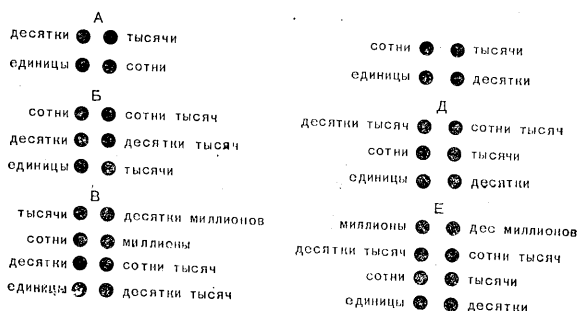 А
десятки тысячи
единицы сотни
Б
сотни сотни тысяч
десятки десятки тысяч
единицы тысячи
В
тысячи десятки миллионов
сотни миллионы
десятки сотни тысяч
единицы десятки тысяч
сотни тысячи
единицы десятки
Д
десятки тысяч сотни тысяч
сотни тысячи
единицы десятки
Е
миллионы дес миллионов
десятки тысяч сотни тысяч
сотни тысячи
единицы десятки